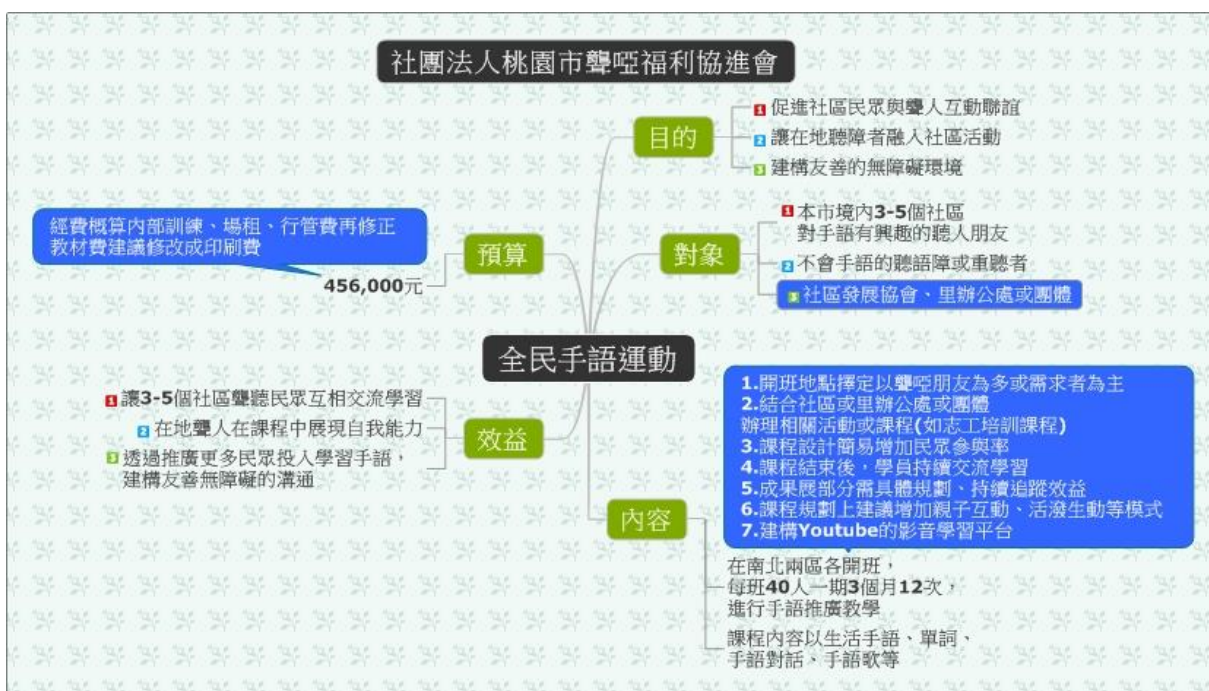 社團法人桃園市聾啞福利協進會
全民手語運動
目的
1 促進社區民眾與聾人互動聯誼
2 讓在地聽障者融入社區活動
3 建構友善的無障礙環境
對象
1 本市境內3-5個社區
對手語有興趣的聽人朋友
2 不會手語的聽語障或重聽者
3 社區發展協會、里辦公處或團體
內容
1.開班地點擇定以聾啞朋友為多或需求者為主
2.結合社區或里辦公處或團體
辦理相關活動或課程(如志工培訓課程)
3.課程設計簡易增加民眾參與率
4.課程結束後，學員持續交流學習
5.成果展部分需具體規劃、持續追蹤效益
6.課程規劃上建議增加親子互動、活潑生動等模式
7.建構Youtube的影音學習平台
在南北兩區各開班，
每班40人一期3個月12次，
進行手語推廣教學
課程內容以生活手語、單詞、
手語對話、手語歌等
預算
經費概算內部訓練、場租、行管費再修正
教材費建議修改成印刷費
456,000元
效益
1 讓3-5個社區聾聽民眾互相交流學習
2 在地聾人在課程中展現自我能力
3 透過推廣更多民眾投入學習手語，
建構友善無障礙的溝通